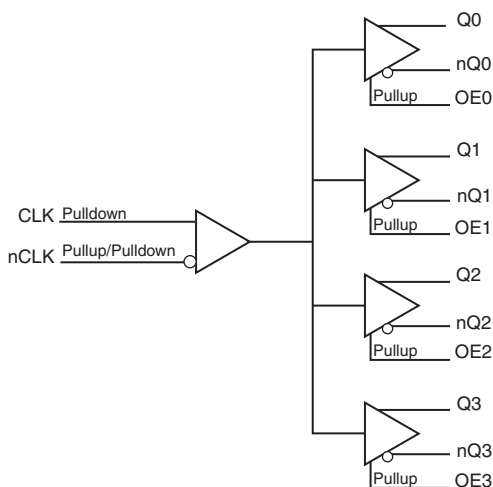 Q0
nQ0
Pullup OE0
Q1
nQ1
Pullup OE1
CLK Pulldown
nCLK Pullup/Pulldown
Q2
nQ2
Pullup OE2
Q3
nQ3
Pullup OE3